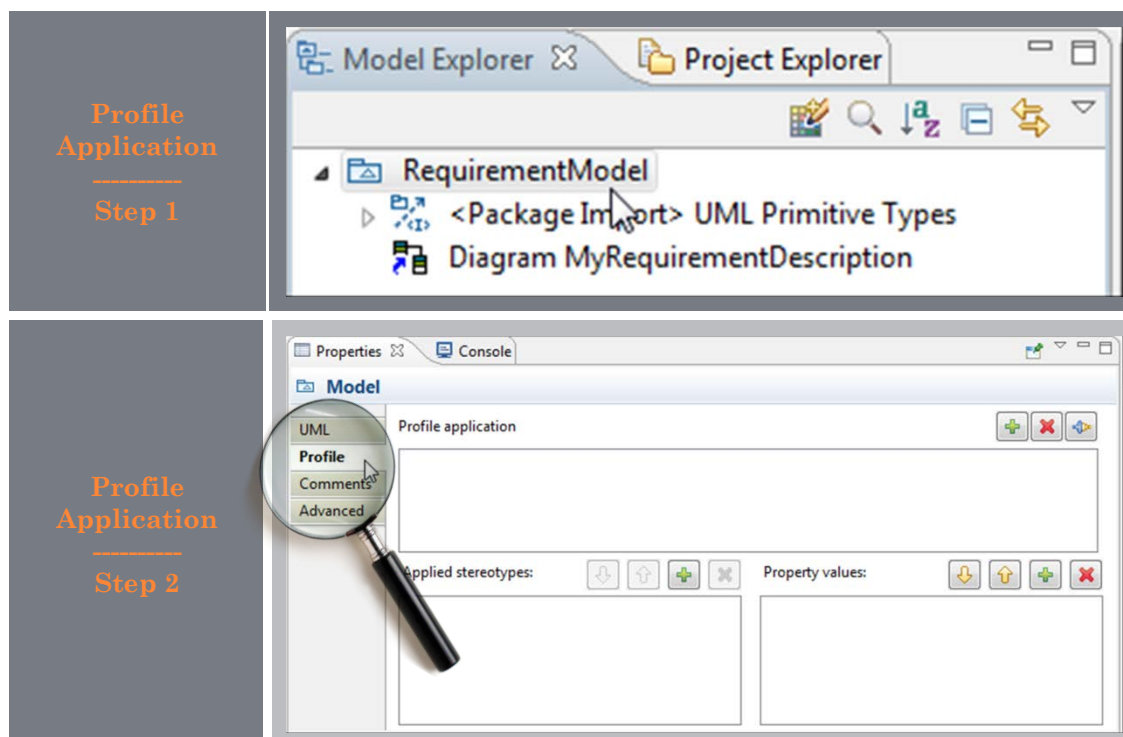 Profile
Application
----------
Step 1
Model Explorer Project Explorer
RequirementModel
<Package Import> UML Primitive Types
Diagram MyRequirementDescription
Profile
Application
----------
Step 2
Properties Console
Model
UML
Profile
Comments
Advanced
Profile application
Applied stereotypes:
Property values: